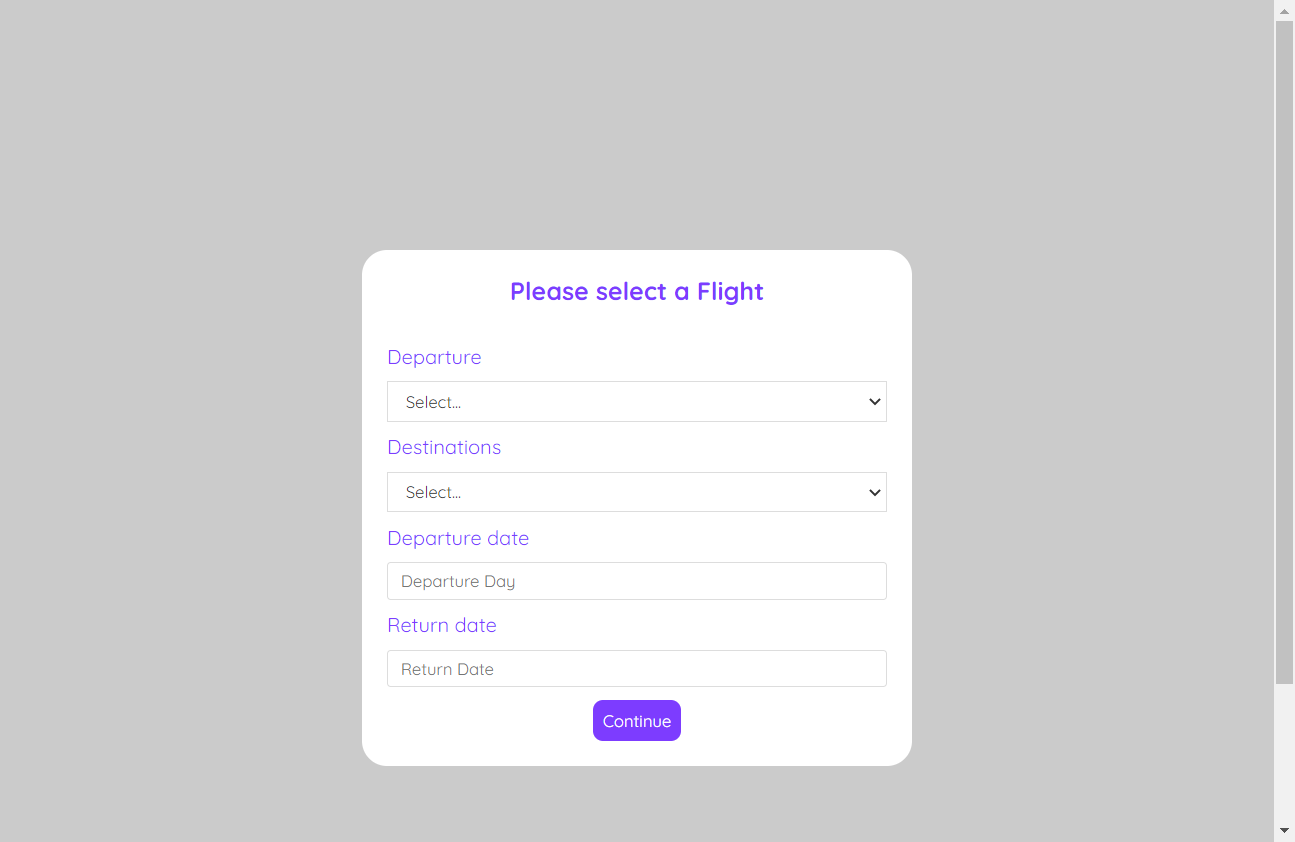 Please select a Flight
Departure
Select...
Destinations
Select...
Departure date
Departure Day
Return date
Return Date
Continue